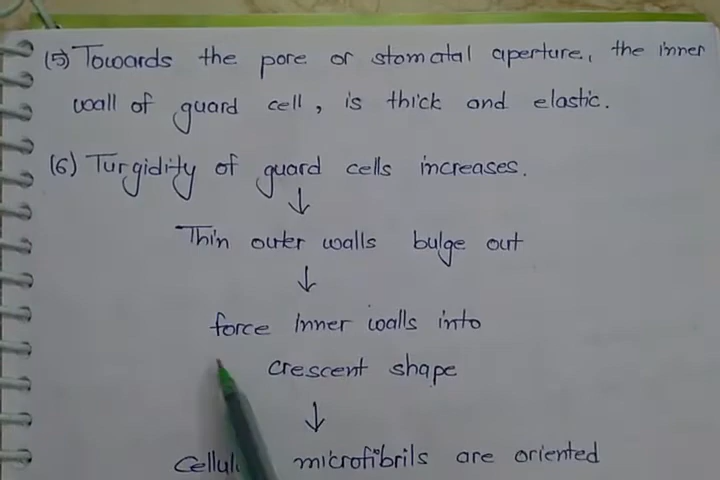 (5) Towards the pore or stomatal aperture, the inner
wall of guard cell, is thick and elastic.
(6) Turgidity of guard cells increases.
↓
Thin outer walls bulge out
↓
force inner walls into
crescent shape
↓
microfibrils are oriented